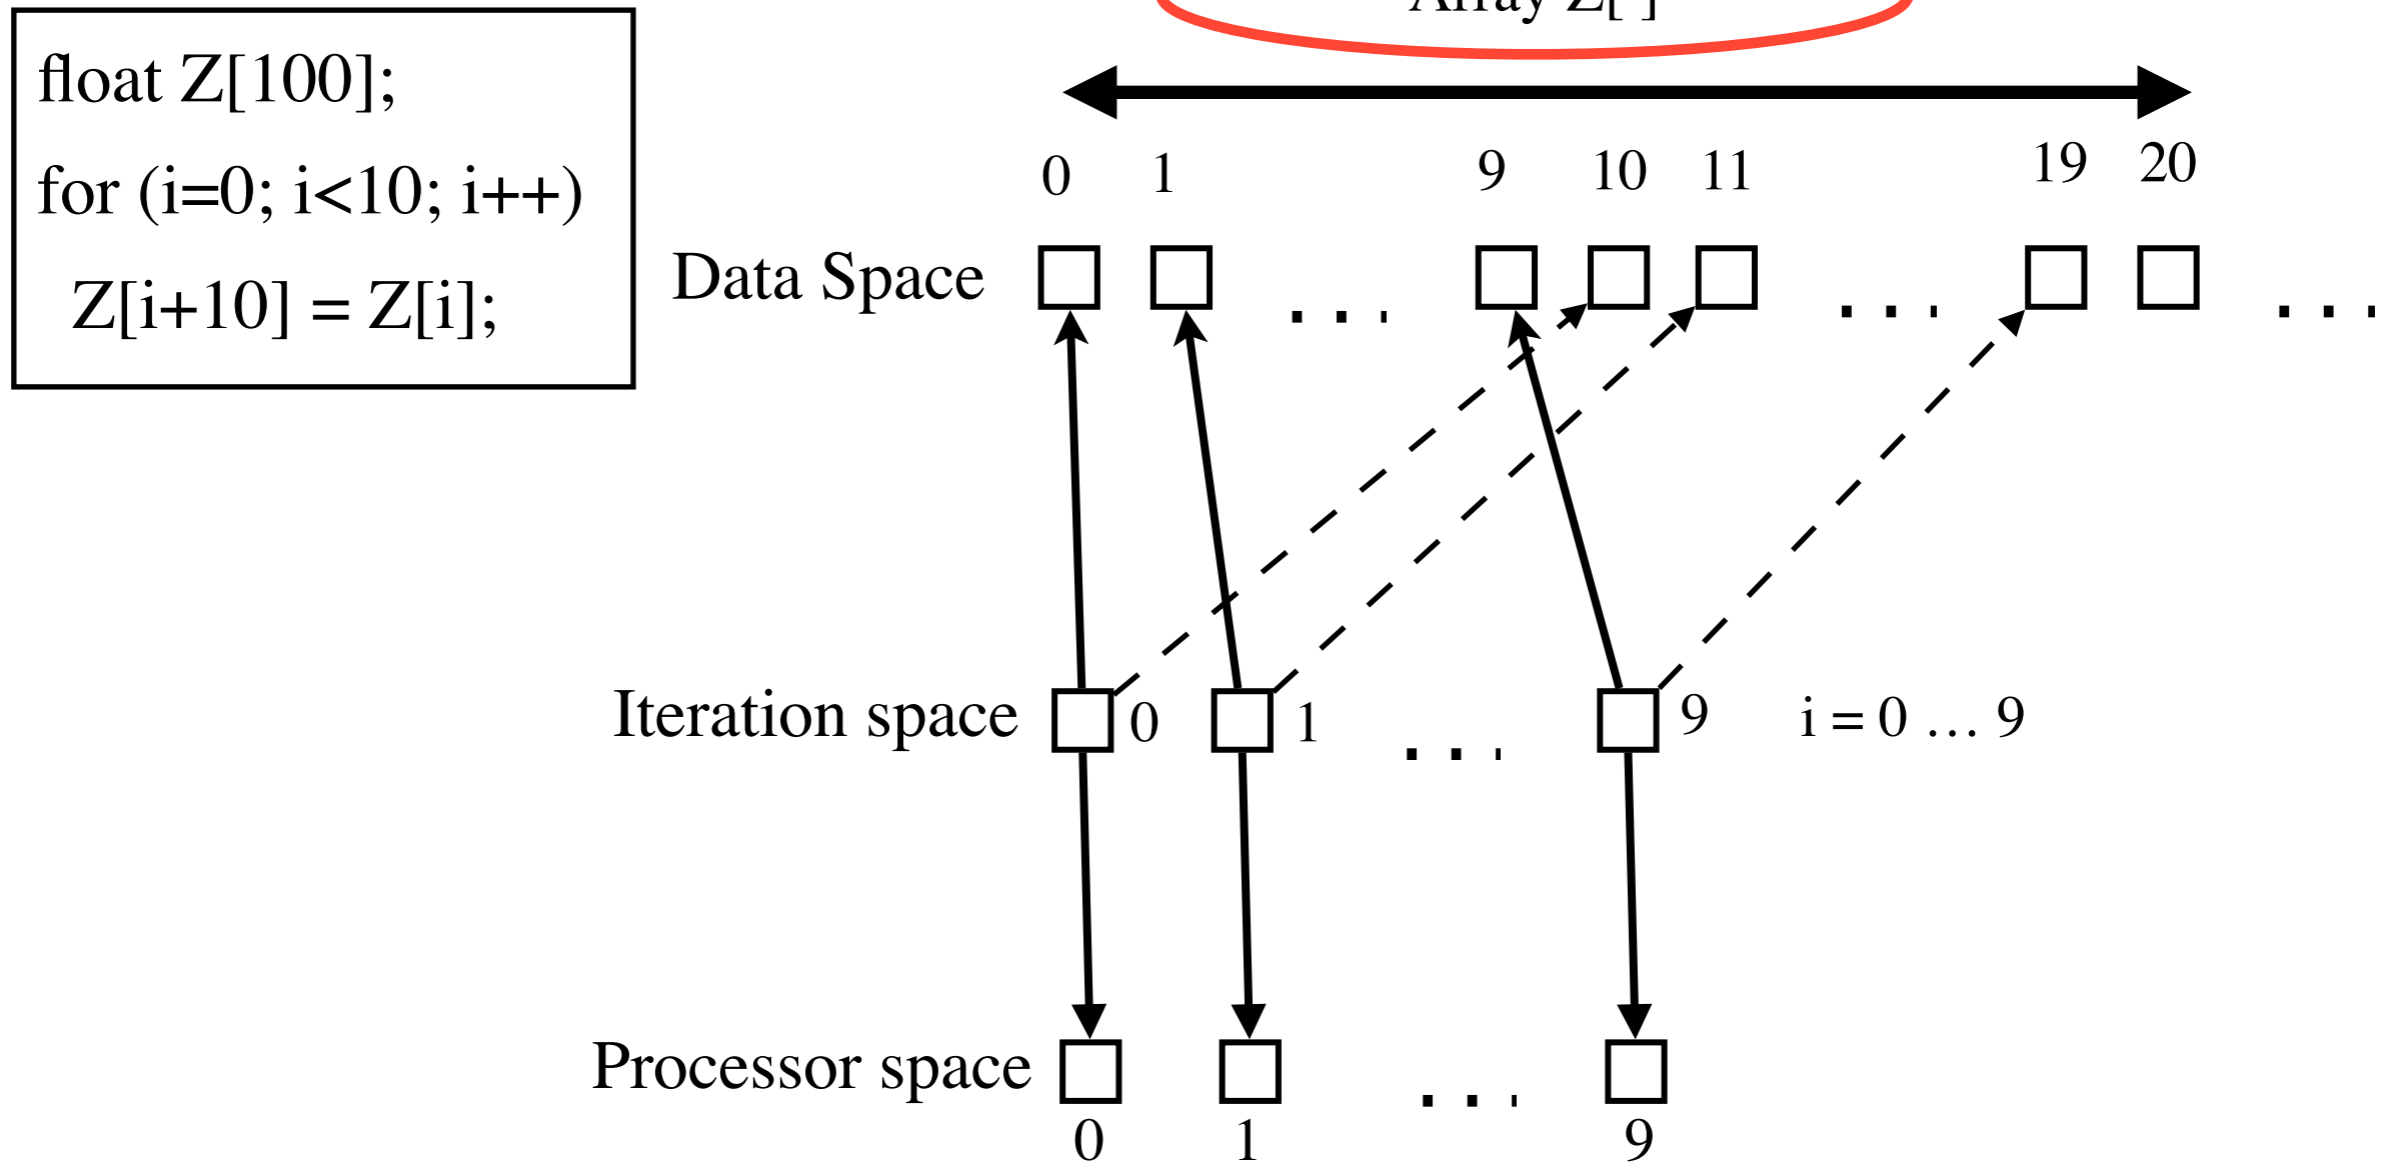 Array Z[ ]
float Z[100];
for (i=0; i<10; i++)
Z[i+10] = Z[i];
0 1 9 10 11 19 20
Data Space . . . . . . . . .
Iteration space 0 1 . . . 9 i = 0 … 9
Processor space . . .
0 1 9